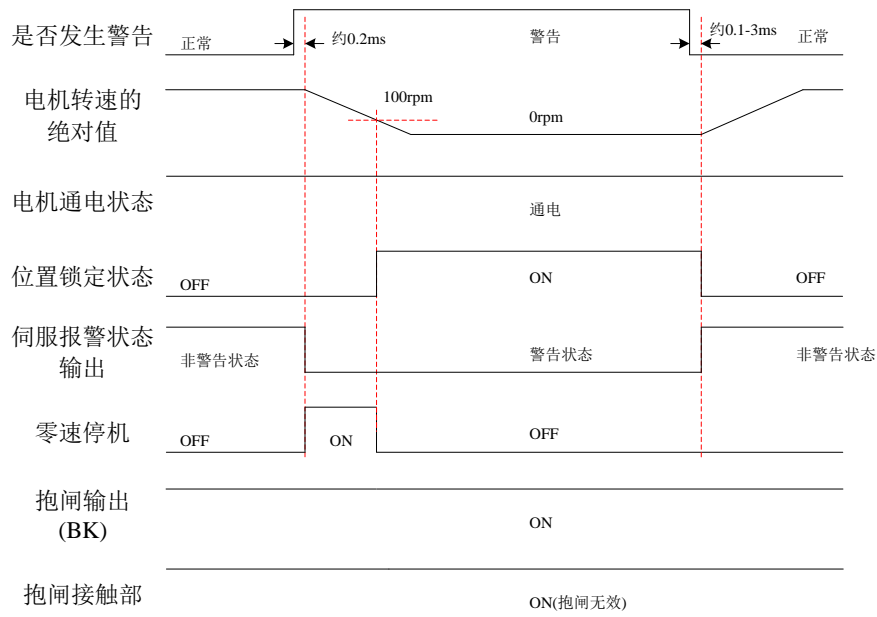 是否发生警告
正常
约0.2ms
警告
约0.1-3ms
正常
电机转速的
绝对值
100rpm
0rpm
电机通电状态
通电
位置锁定状态
OFF
ON
OFF
伺服报警状态
输出
非警告状态
警告状态
非警告状态
零速停机
OFF
ON
OFF
抱闸输出
(BK)
ON
抱闸接触部
ON(抱闸无效)